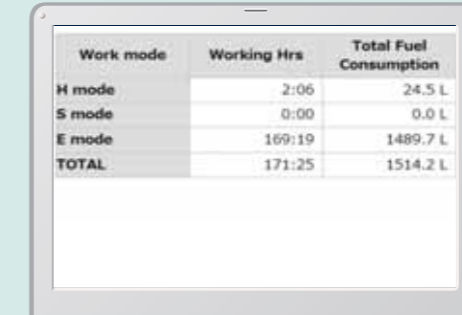 Work mode Working Hrs Total Fuel Consumption
H mode 2:06 24.5 L
S mode 0:00 0.0 L
E mode 169:19 1489.7 L
TOTAL 171:25 1514.2 L